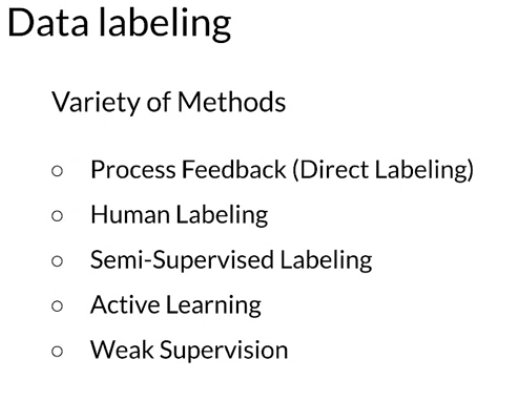 Data labeling
Variety of Methods
○ Process Feedback (Direct Labeling)
○ Human Labeling
○ Semi-Supervised Labeling
○ Active Learning
○ Weak Supervision